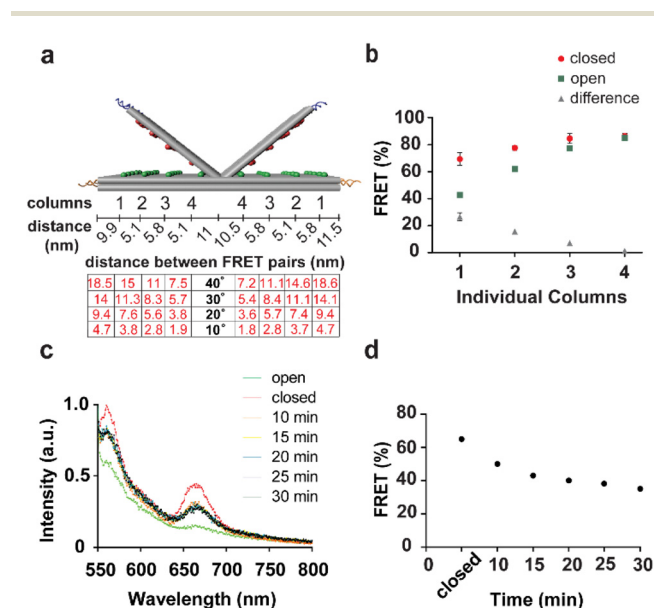 a
columns 1 2 3 4 4 3 2 1
distance (nm) 9.9 5.1 5.8 5.1 11 10.5 5.8 5.1 5.8 11.5
distance between FRET pairs (nm)
18.5 15 11 7.5 40° 7.2 11.1 14.6 18.6
14 11.3 8.3 5.7 30° 5.4 8.4 11.1 14.1
9.4 7.6 5.6 3.8 20° 3.6 5.7 7.4 9.4
4.7 3.8 2.8 1.9 10° 1.8 2.8 3.7 4.7
b
closed
open
difference
FRET (%)
100
80
60
40
20
0
1 2 3 4
Individual Columns
c
open
closed
10 min
15 min
20 min
25 min
30 min
Intensity (a.u.)
1.0
0.5
0
550 600 650 700 750 800
Wavelength (nm)
d
FRET (%)
80
60
40
20
0
0 closed 10 15 20 25 30
Time (min)